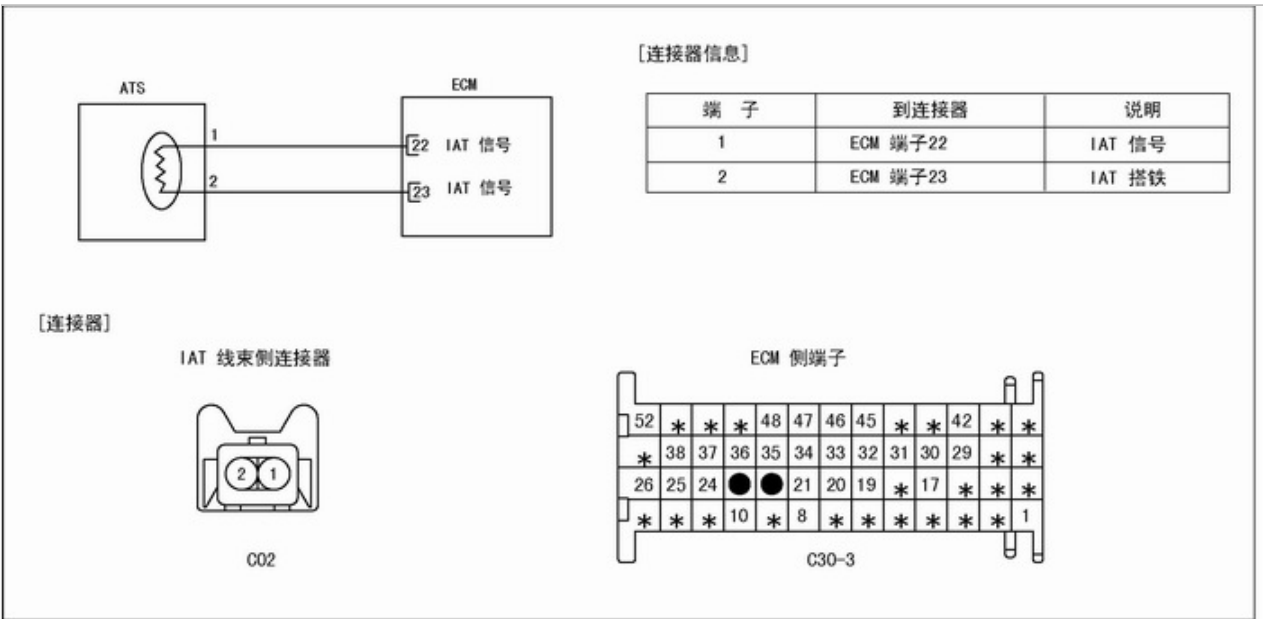 [连接器信息]
ATS
ECM
1
22 IAT 信号
2
23 IAT 信号
端 子 到连接器 说明
1 ECM 端子22 IAT 信号
2 ECM 端子23 IAT 搭铁
[连接器]
IAT 线束侧连接器
2 1
C02
ECM 侧端子
52 * * * 48 47 46 45 * * 42 * *
* 38 37 36 35 34 33 32 31 30 29 * *
26 25 24 ● ● 21 20 19 * 17 * * *
* * * 10 * 8 * * * * * * 1
C30-3